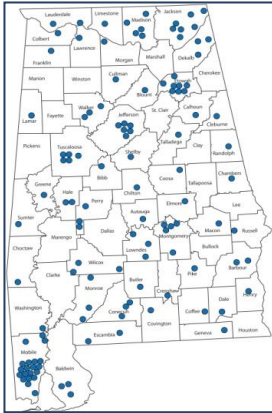 Lauderdale
Limestone
Madison
Jackson
Colbert
Lawrence
Franklin
Morgan
Marshall
Dekalb
Cherokee
Marion
Winston
Cullman
Blount
Etowah
Calhoun
Cleburne
Lamar
Fayette
Walker
Jefferson
St. Clair
Talladega
Clay
Randolph
Pickens
Tuscaloosa
Shelby
Bibb
Coosa
Tallapoosa
Chambers
Greene
Hale
Perry
Chilton
Autauga
Elmore
Lee
Sumter
Marengo
Dallas
Montgomery
Macon
Russell
Choctaw
Lowndes
Bullock
Wilcox
Clarke
Butler
Crenshaw
Pike
Barbour
Monroe
Washington
Conecuh
Covington
Coffee
Dale
Henry
Escambia
Geneva
Houston
Mobile
Baldwin